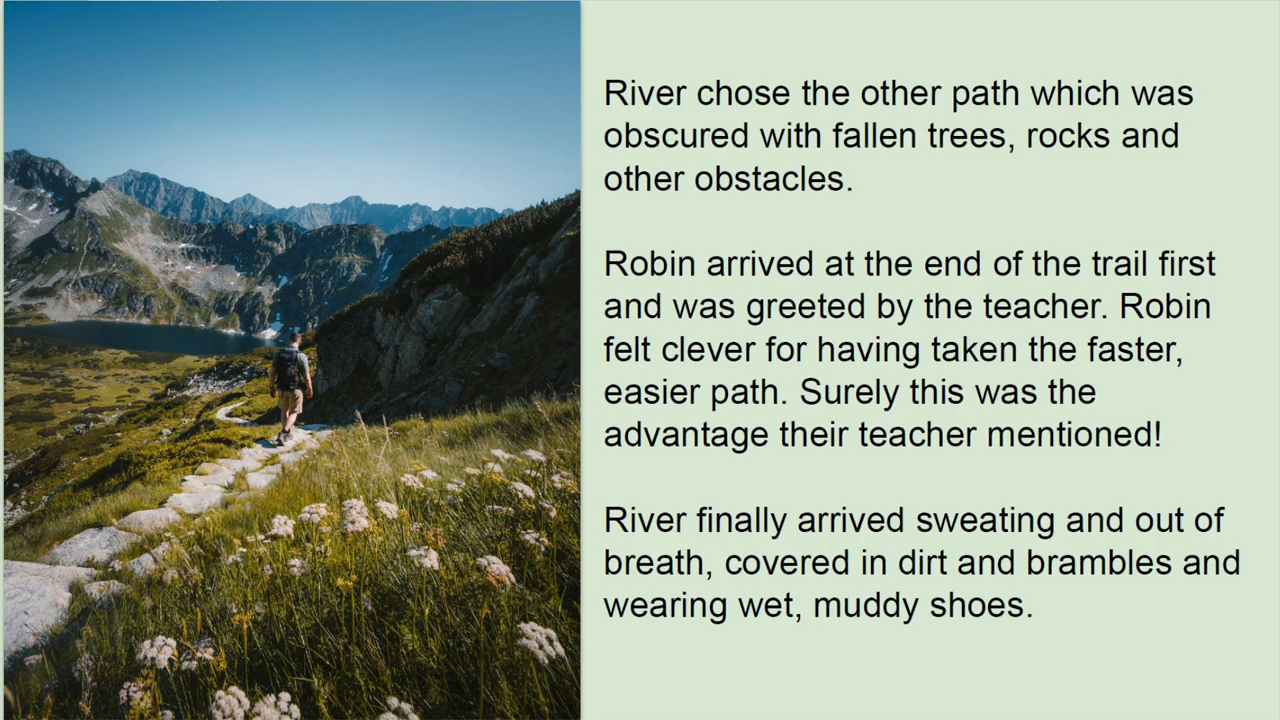 River chose the other path which was
obscured with fallen trees, rocks and
other obstacles.
Robin arrived at the end of the trail first
and was greeted by the teacher. Robin
felt clever for having taken the faster,
easier path. Surely this was the
advantage their teacher mentioned!
River finally arrived sweating and out of
breath, covered in dirt and brambles and
wearing wet, muddy shoes.